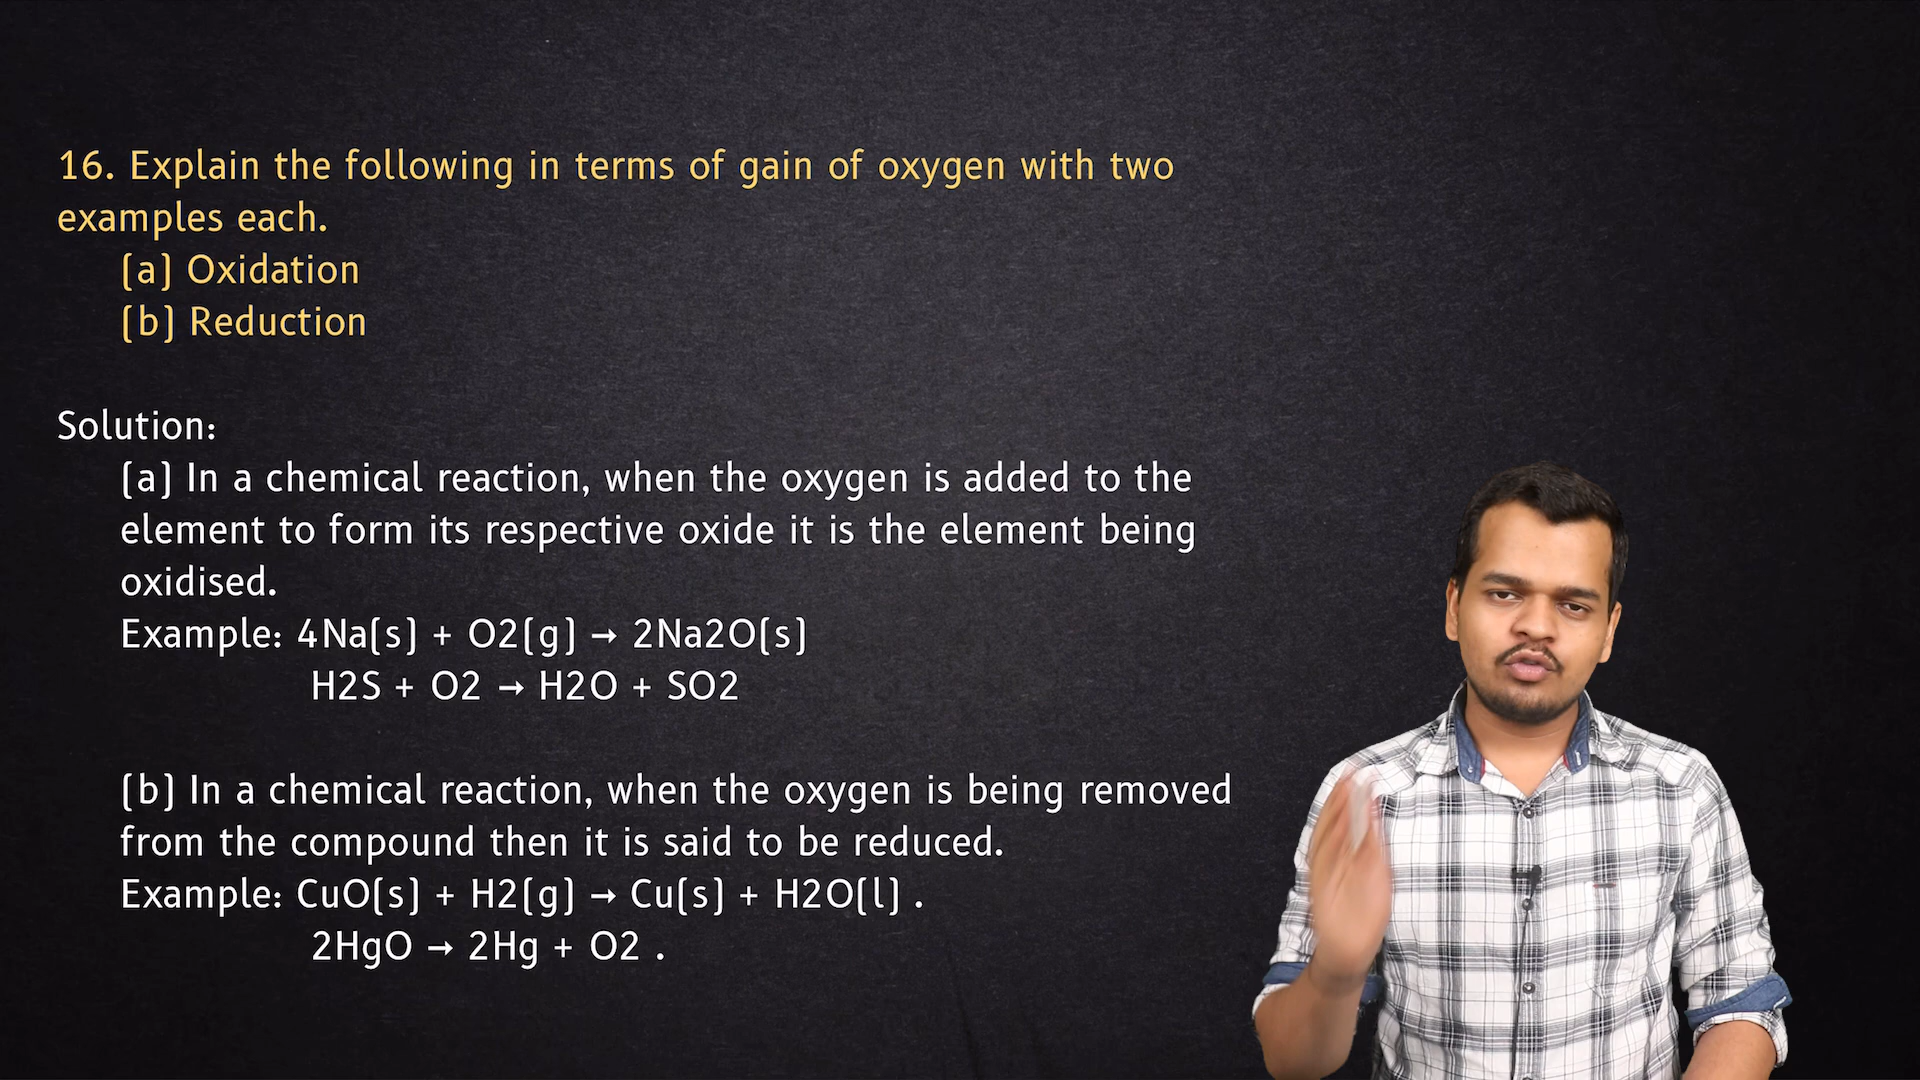 16. Explain the following in terms of gain of oxygen with two
examples each.
(a) Oxidation
(b) Reduction
Solution:
(a) In a chemical reaction, when the oxygen is added to the
element to form its respective oxide it is the element being
oxidised.
Example: 4Na(s) + O2(g) → 2Na2O(s)
H2S + O2 → H2O + SO2
(b) In a chemical reaction, when the oxygen is being removed
from the compound then it is said to be reduced.
Example: CuO(s) + H2(g) → Cu(s) + H2O(l) .
2HgO → 2Hg + O2 .